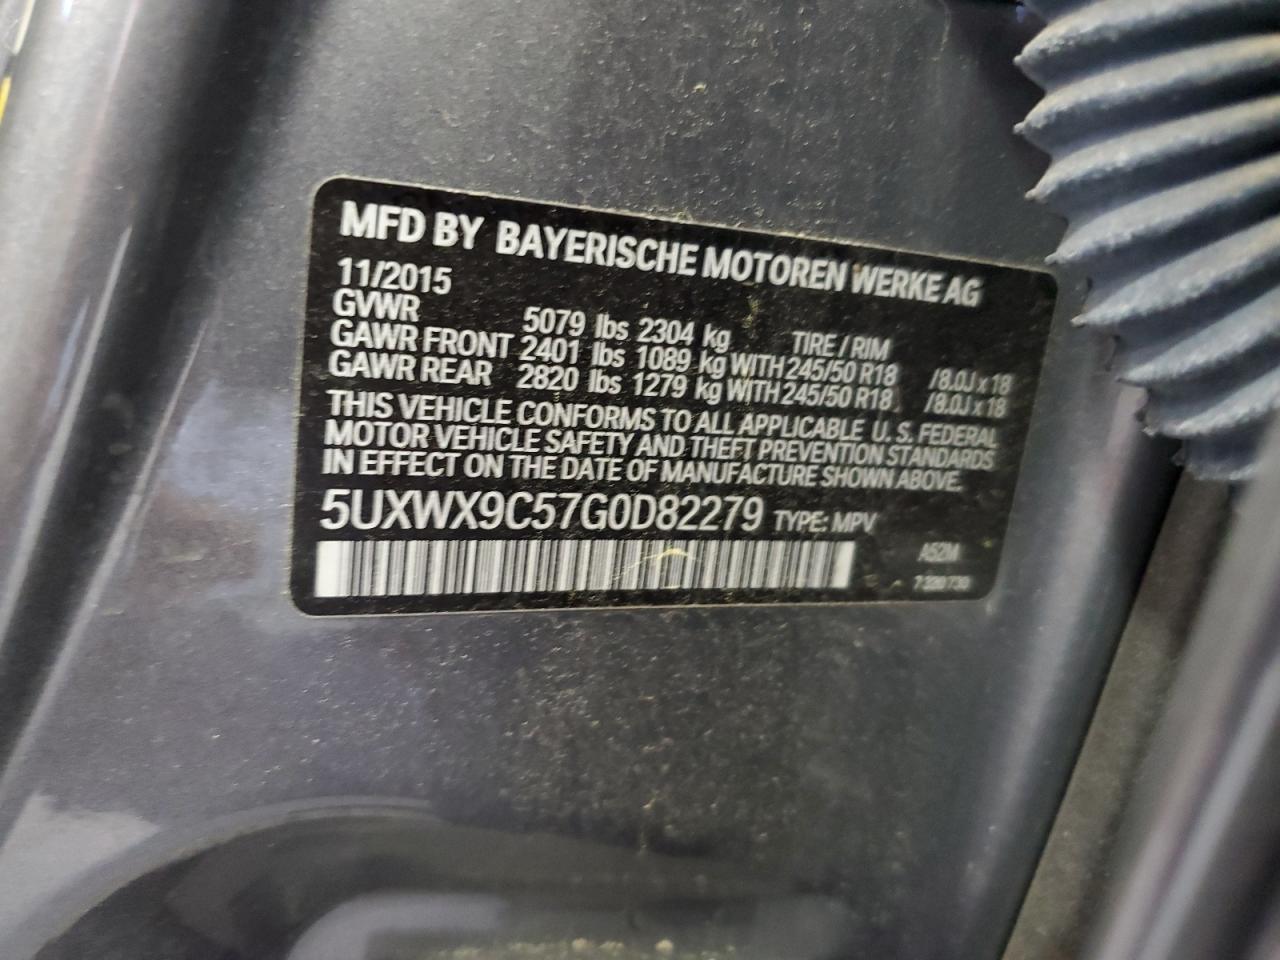 MFD BY BAYERISCHE MOTOREN WERKE AG
11/2015
GVWR 5079 lbs 2304 kg TIRE / RIM
GAWR FRONT 2401 lbs 1089 kg WITH 245/50 R18 /8.0J x 18
GAWR REAR 2820 lbs 1279 kg WITH 245/50 R18 /8.0J x 18
THIS VEHICLE CONFORMS TO ALL APPLICABLE U.S. FEDERAL
MOTOR VEHICLE SAFETY AND THEFT PREVENTION STANDARDS
IN EFFECT ON THE DATE OF MANUFACTURE SHOWN ABOVE.
5UXWX9C57G0D82279 TYPE: MPV